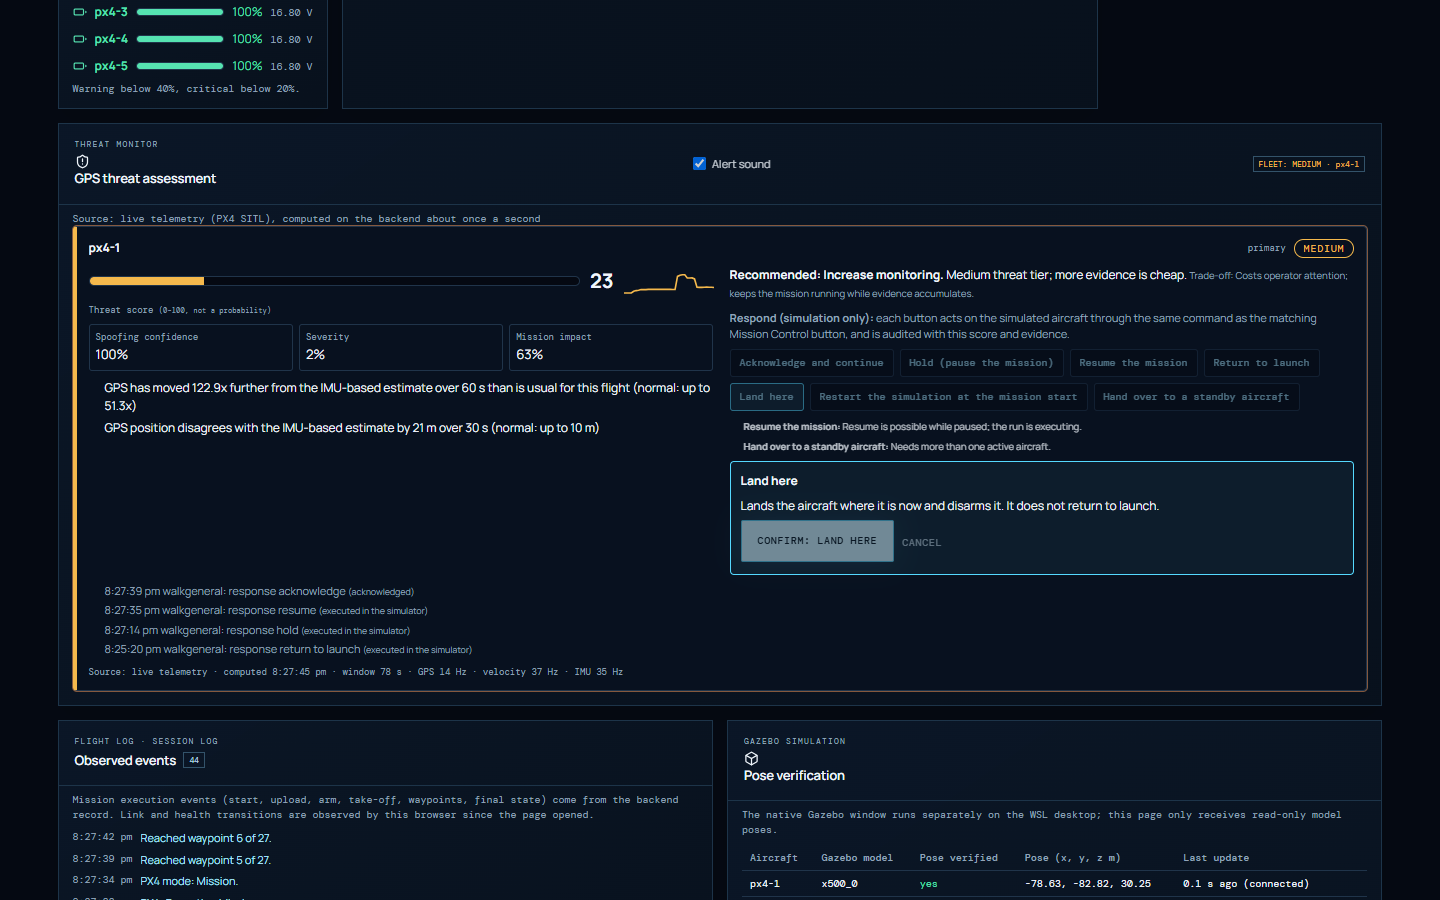 px4-3 100% 16.80 V
px4-4 100% 16.80 V
px4-5 100% 16.80 V
Warning below 40%, critical below 20%.
THREAT MONITOR
GPS threat assessment
Alert sound
FLEET: MEDIUM · px4-1
Source: live telemetry (PX4 SITL), computed on the backend about once a second
px4-1
primary MEDIUM
23
Threat score (0-100, not a probability)
Spoofing confidence
100%
Severity
2%
Mission impact
63%
GPS has moved 122.9x further from the IMU-based estimate over 60 s than is usual for this flight (normal: up to
51.3x)
GPS position disagrees with the IMU-based estimate by 21 m over 30 s (normal: up to 10 m)
8:27:39 pm walkgeneral: response acknowledge (acknowledged)
8:27:35 pm walkgeneral: response resume (executed in the simulator)
8:27:14 pm walkgeneral: response hold (executed in the simulator)
8:25:20 pm walkgeneral: response return to launch (executed in the simulator)
Source: live telemetry · computed 8:27:45 pm · window 78 s · GPS 14 Hz · velocity 37 Hz · IMU 35 Hz
Recommended: Increase monitoring. Medium threat tier; more evidence is cheap. Trade-off: Costs operator attention;
keeps the mission running while evidence accumulates.
Respond (simulation only): each button acts on the simulated aircraft through the same command as the matching
Mission Control button, and is audited with this score and evidence.
Acknowledge and continue
Hold (pause the mission)
Resume the mission
Return to launch
Land here
Restart the simulation at the mission start
Hand over to a standby aircraft
Resume the mission: Resume is possible while paused; the run is executing.
Hand over to a standby aircraft: Needs more than one active aircraft.
Land here
Lands the aircraft where it is now and disarms it. It does not return to launch.
CONFIRM: LAND HERE
CANCEL
FLIGHT LOG · SESSION LOG
Observed events 44
Mission execution events (start, upload, arm, take-off, waypoints, final state) come from the backend
record. Link and health transitions are observed by this browser since the page opened.
8:27:42 pm Reached waypoint 6 of 27.
8:27:39 pm Reached waypoint 5 of 27.
8:27:34 pm PX4 mode: Mission.
GAZEBO SIMULATION
Pose verification
The native Gazebo window runs separately on the WSL desktop; this page only receives read-only model
poses.
Aircraft Gazebo model Pose verified Pose (x, y, z m) Last update
px4-1 x500_0 yes -78.63, -82.82, 30.25 0.1 s ago (connected)